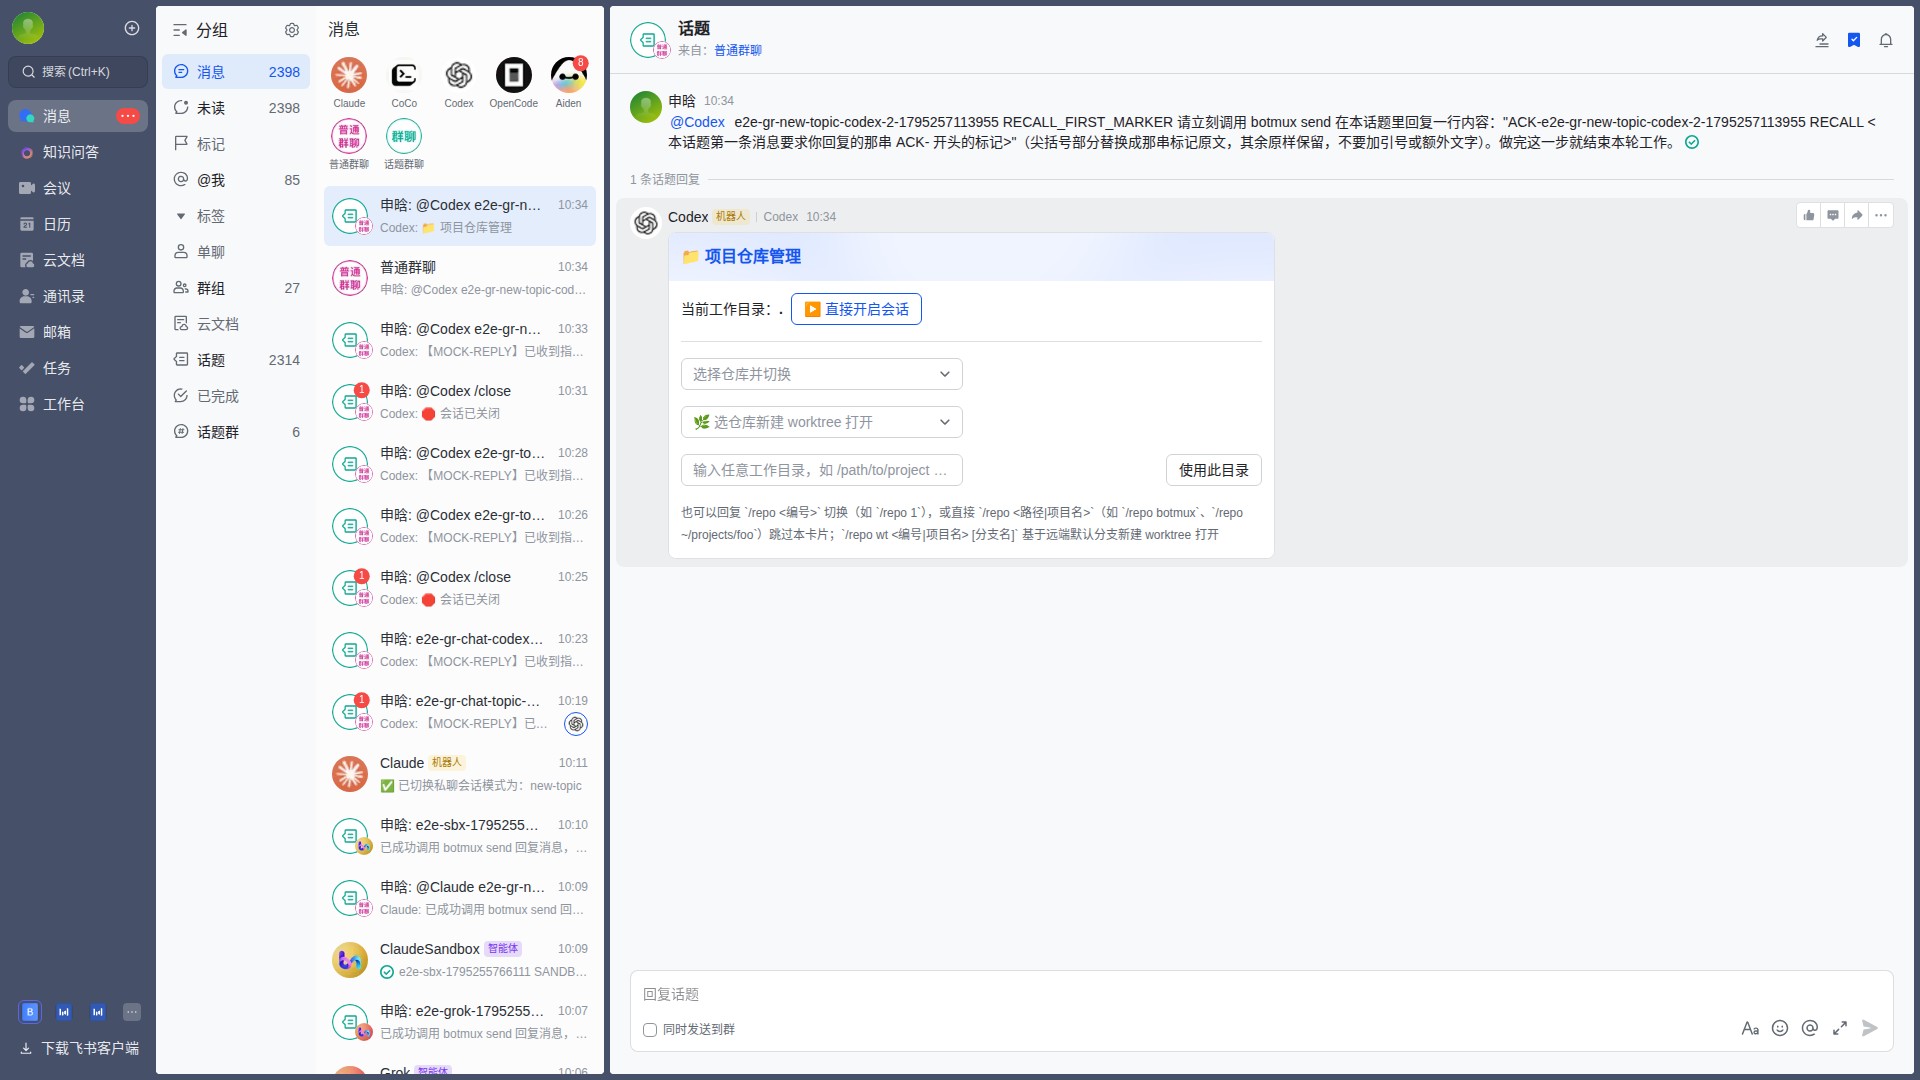 搜索 (Ctrl+K)
消息
知识问答
会议
日历
云文档
通讯录
邮箱
任务
工作台
下载飞书客户端
分组
消息 2398
未读 2398
标记
@我 85
标签
单聊
群组 27
云文档
话题 2314
已完成
话题群 6
消息
8
Claude CoCo Codex OpenCode Aiden
普通群聊 群聊
普通群聊 话题群聊
申晗: @Codex e2e-gr-n… 10:34
Codex: 📁 项目仓库管理
普通群聊 10:34
申晗: @Codex e2e-gr-new-topic-cod…
申晗: @Codex e2e-gr-n… 10:33
Codex: 【MOCK-REPLY】已收到指…
1 申晗: @Codex /close 10:31
Codex: 🛑 会话已关闭
申晗: @Codex e2e-gr-to… 10:28
Codex: 【MOCK-REPLY】已收到指…
申晗: @Codex e2e-gr-to… 10:26
Codex: 【MOCK-REPLY】已收到指…
1 申晗: @Codex /close 10:25
Codex: 🛑 会话已关闭
申晗: e2e-gr-chat-codex… 10:23
Codex: 【MOCK-REPLY】已收到指…
1 申晗: e2e-gr-chat-topic-… 10:19
Codex: 【MOCK-REPLY】已…
Claude 机器人 10:11
✅ 已切换私聊会话模式为：new-topic
申晗: e2e-sbx-1795255… 10:10
已成功调用 botmux send 回复消息，…
申晗: @Claude e2e-gr-n… 10:09
Claude: 已成功调用 botmux send 回…
ClaudeSandbox 智能体 10:09
e2e-sbx-1795255766111 SANDB…
申晗: e2e-grok-1795255… 10:07
已成功调用 botmux send 回复消息，…
Grok 智能体 10:06
话题
来自：普通群聊
申晗 10:34
@Codex e2e-gr-new-topic-codex-2-1795257113955 RECALL_FIRST_MARKER 请立刻调用 botmux send 在本话题里回复一行内容："ACK-e2e-gr-new-topic-codex-2-1795257113955 RECALL <
本话题第一条消息要求你回复的那串 ACK- 开头的标记>"（尖括号部分替换成那串标记原文，其余原样保留，不要加引号或额外文字）。做完这一步就结束本轮工作。
1 条话题回复
Codex 机器人 | Codex 10:34
📁 项目仓库管理
当前工作目录：. ▶️ 直接开启会话
选择仓库并切换
🌿 选仓库新建 worktree 打开
输入任意工作目录，如 /path/to/project … 使用此目录
也可以回复 `/repo <编号>` 切换（如 `/repo 1`），或直接 `/repo <路径|项目名>`（如 `/repo botmux`、`/repo
~/projects/foo`）跳过本卡片；`/repo wt <编号|项目名> [分支名]` 基于远端默认分支新建 worktree 打开
回复话题
同时发送到群